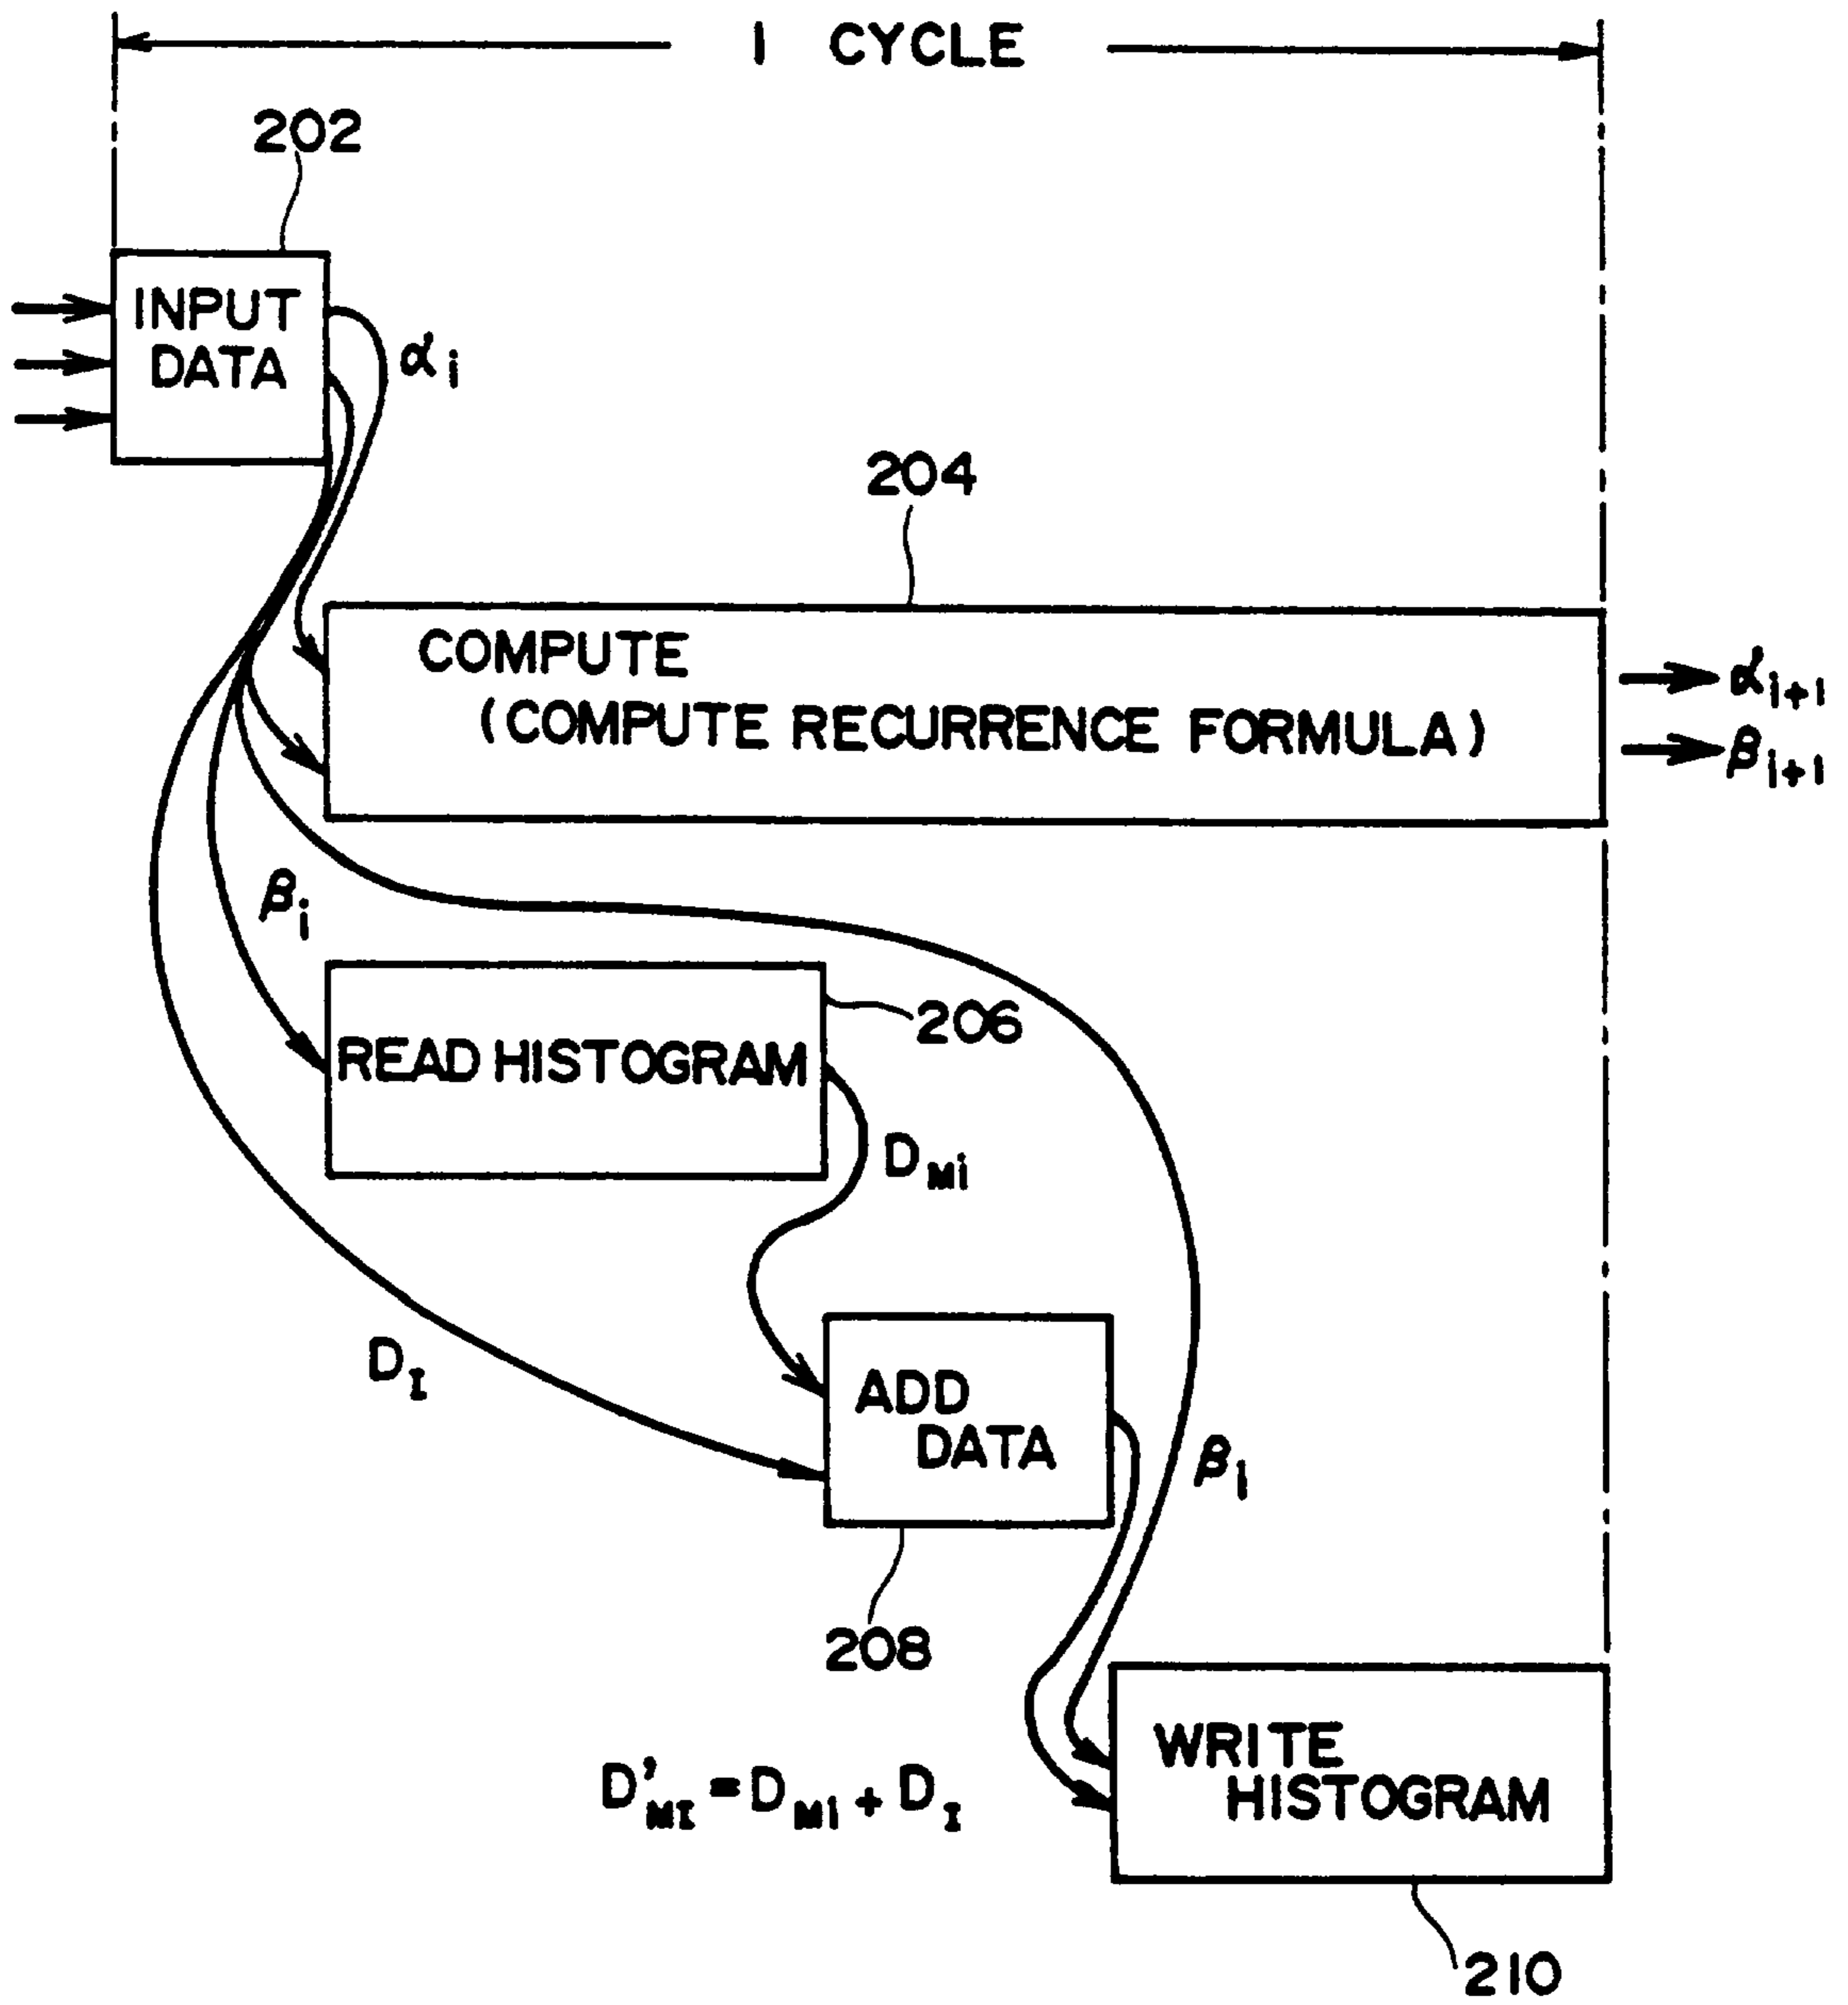 1 CYCLE
202
INPUT
DATA
αi
204
COMPUTE
(COMPUTE RECURRENCE FORMULA)
αi+1
βi+1
βi
206
READ HISTOGRAM
DMi
DI
ADD
DATA
βi
208
WRITE
HISTOGRAM
D'MI = DMi + DI
210